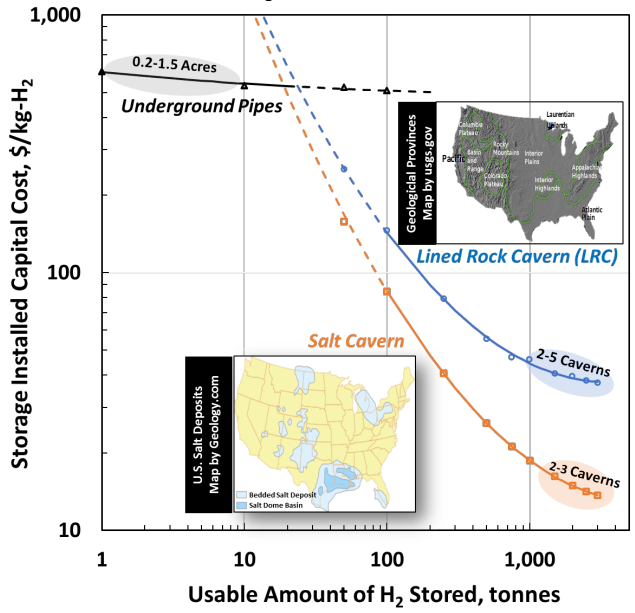 1,000
0.2-1.5 Acres
Underground Pipes
Geological Provinces
Map by usgs.gov
Laurentian
Uplands
Columbia
Plateau
Rocky
Mountains
Pacific
Basin
and
Range
Interior
Plains
Appalachian
Highlands
Colorado
Plateau
Interior
Highlands
Atlantic
Plain
Lined Rock Cavern (LRC)
Storage Installed Capital Cost, $/kg-H₂
100
Salt Cavern
2-5 Caverns
U.S. Salt Deposits
Map by Geology.com
Bedded Salt Deposit
Salt Dome Basin
2-3 Caverns
10
1
10
100
1,000
Usable Amount of H₂ Stored, tonnes